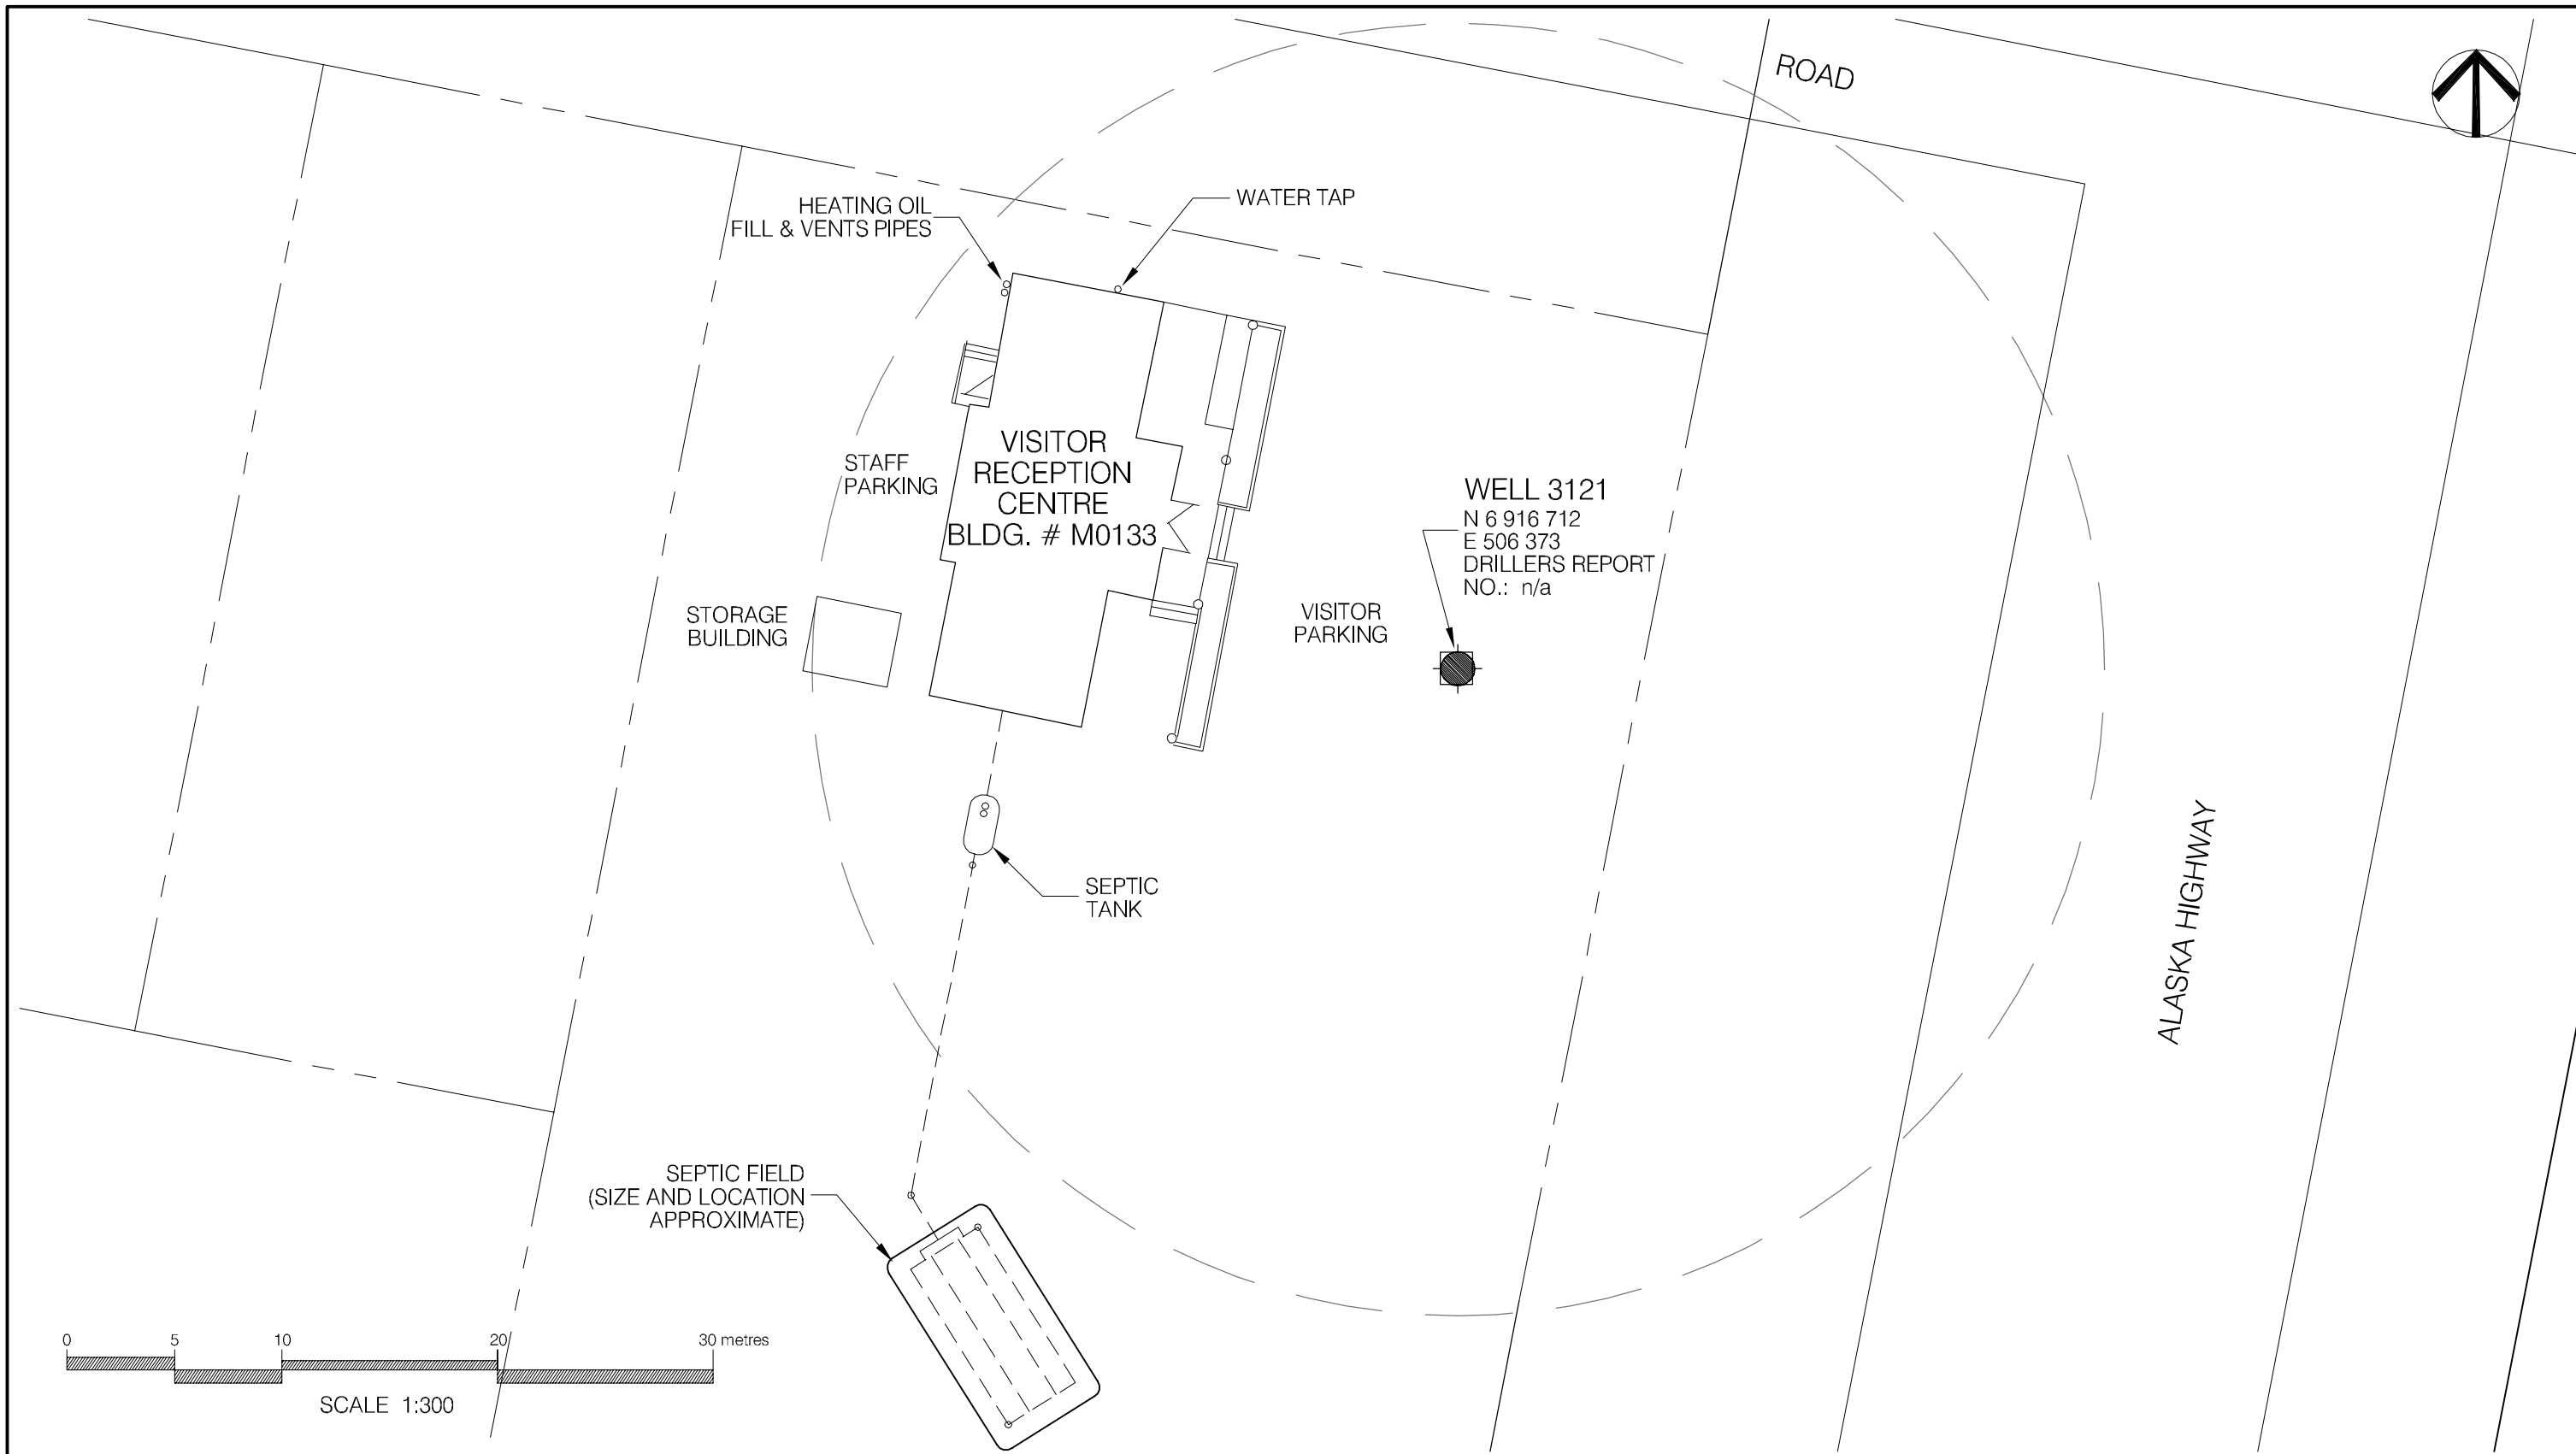 ROAD
HEATING OIL
FILL & VENTS PIPES
WATER TAP
VISITOR
RECEPTION
CENTRE
BLDG. # M0133
STAFF
PARKING
WELL 3121
N 6 916 712
E 506 373
DRILLERS REPORT
NO.: n/a
STORAGE
BUILDING
VISITOR
PARKING
SEPTIC
TANK
ALASKA HIGHWAY
SEPTIC FIELD
(SIZE AND LOCATION
APPROXIMATE)
0 5 10 20 30 metres
SCALE 1:300